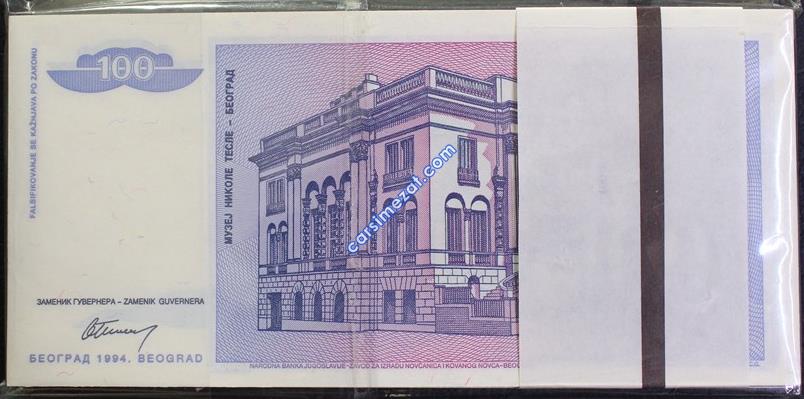 100
FALSIFIKOVANJE SE KAŽNJAVA PO ZAKONU
МУЗЕЈ НИКОЛЕ ТЕСЛЕ - БЕОГРАД
carsimezat.com
ЗАМЕНИК ГУВЕРНЕРА - ZAMENIK GUVERNERA
БЕОГРАД 1994. BEOGRAD
NARODNA BANKA JUGOSLAVIJE-ZAVOD ZA IZRADU NOVČANICA I KOVANOG NOVCA-BEOG